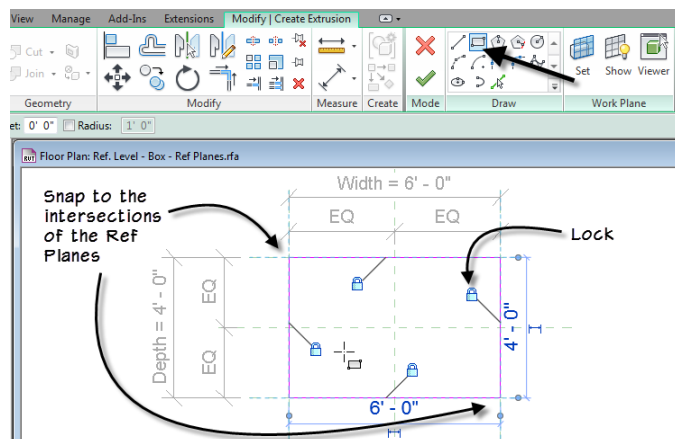 View Manage Add-Ins Extensions Modify | Create Extrusion
Cut
Join
Geometry Modify Measure Create Mode Draw Work Plane
Set Show Viewer
et: 0' 0" Radius: 1' 0"
Floor Plan: Ref. Level - Box - Ref Planes.rfa
Snap to the
intersections
of the Ref
Planes
Width = 6' - 0"
EQ EQ
Lock
Depth = 4' - 0"
EQ
EQ
4' - 0"
6' - 0"